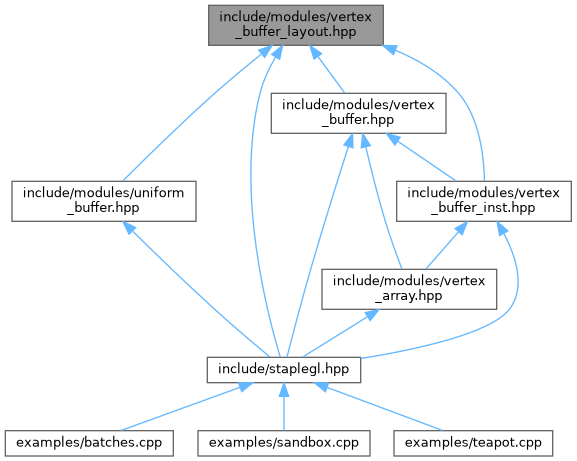 include/modules/vertex
_buffer_layout.hpp
include/modules/vertex
_buffer.hpp
include/modules/uniform
_buffer.hpp
include/modules/vertex
_buffer_inst.hpp
include/modules/vertex
_array.hpp
include/staplegl.hpp
examples/batches.cpp
examples/sandbox.cpp
examples/teapot.cpp